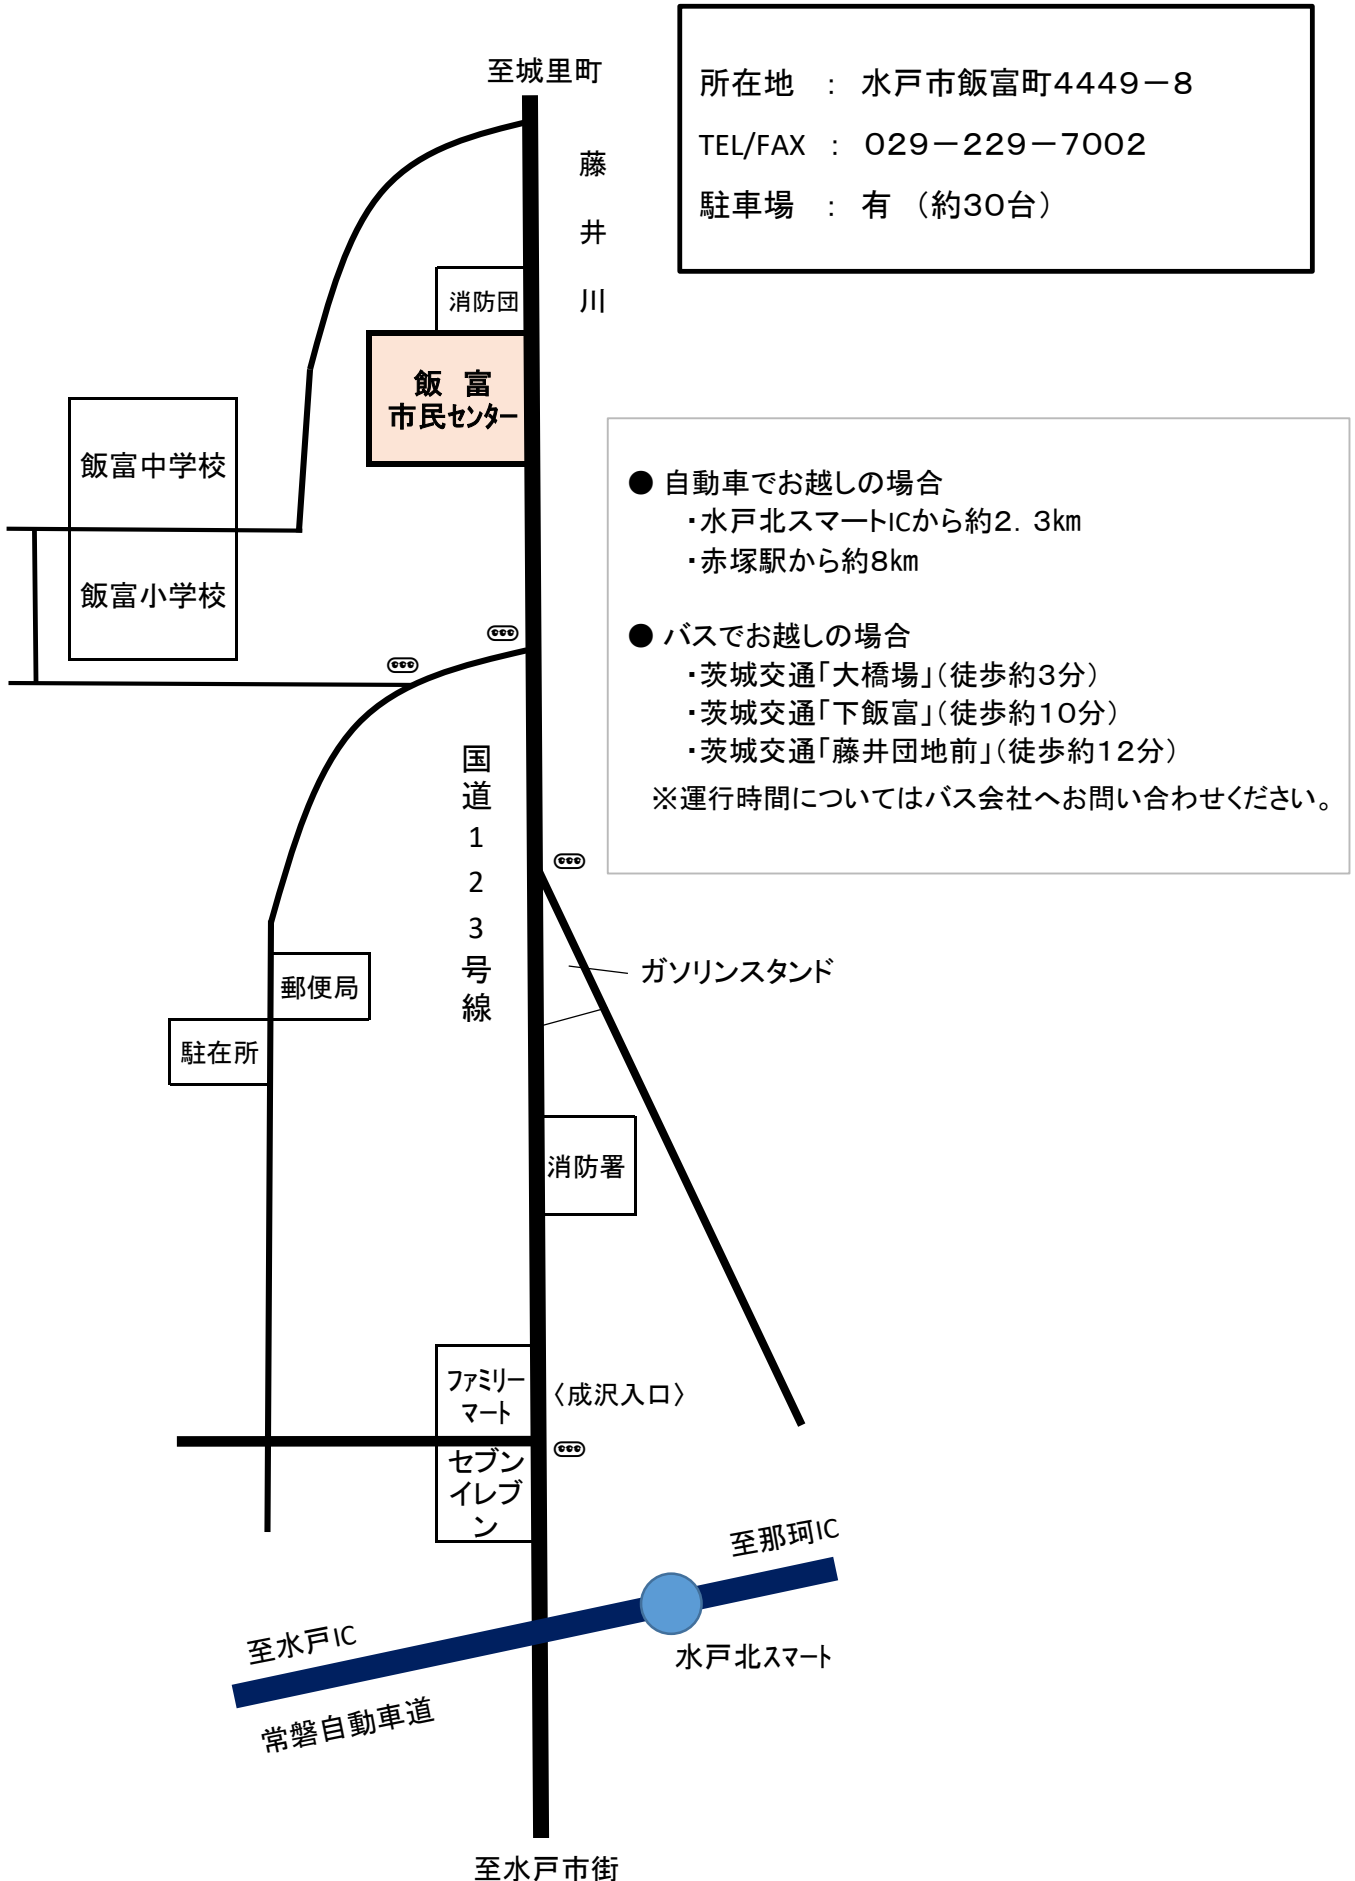 至城里町
所在地　：　水戸市飯富町4449－8
TEL/FAX　：　029－229－7002
駐車場　：　有　（約30台）
藤井川
消防団
飯　富
市民センター
飯富中学校
飯富小学校
● 自動車でお越しの場合
・水戸北スマートICから約2．3㎞
・赤塚駅から約8㎞
● バスでお越しの場合
・茨城交通「大橋場」（徒歩約3分）
・茨城交通「下飯富」（徒歩約10分）
・茨城交通「藤井団地前」（徒歩約12分）
※運行時間についてはバス会社へお問い合わせください。
国道123号線
ガソリンスタンド
郵便局
駐在所
消防署
ファミリー
マート
〈成沢入口〉
セブン
イレブ
ン
至那珂IC
至水戸IC
水戸北スマート
常磐自動車道
至水戸市街